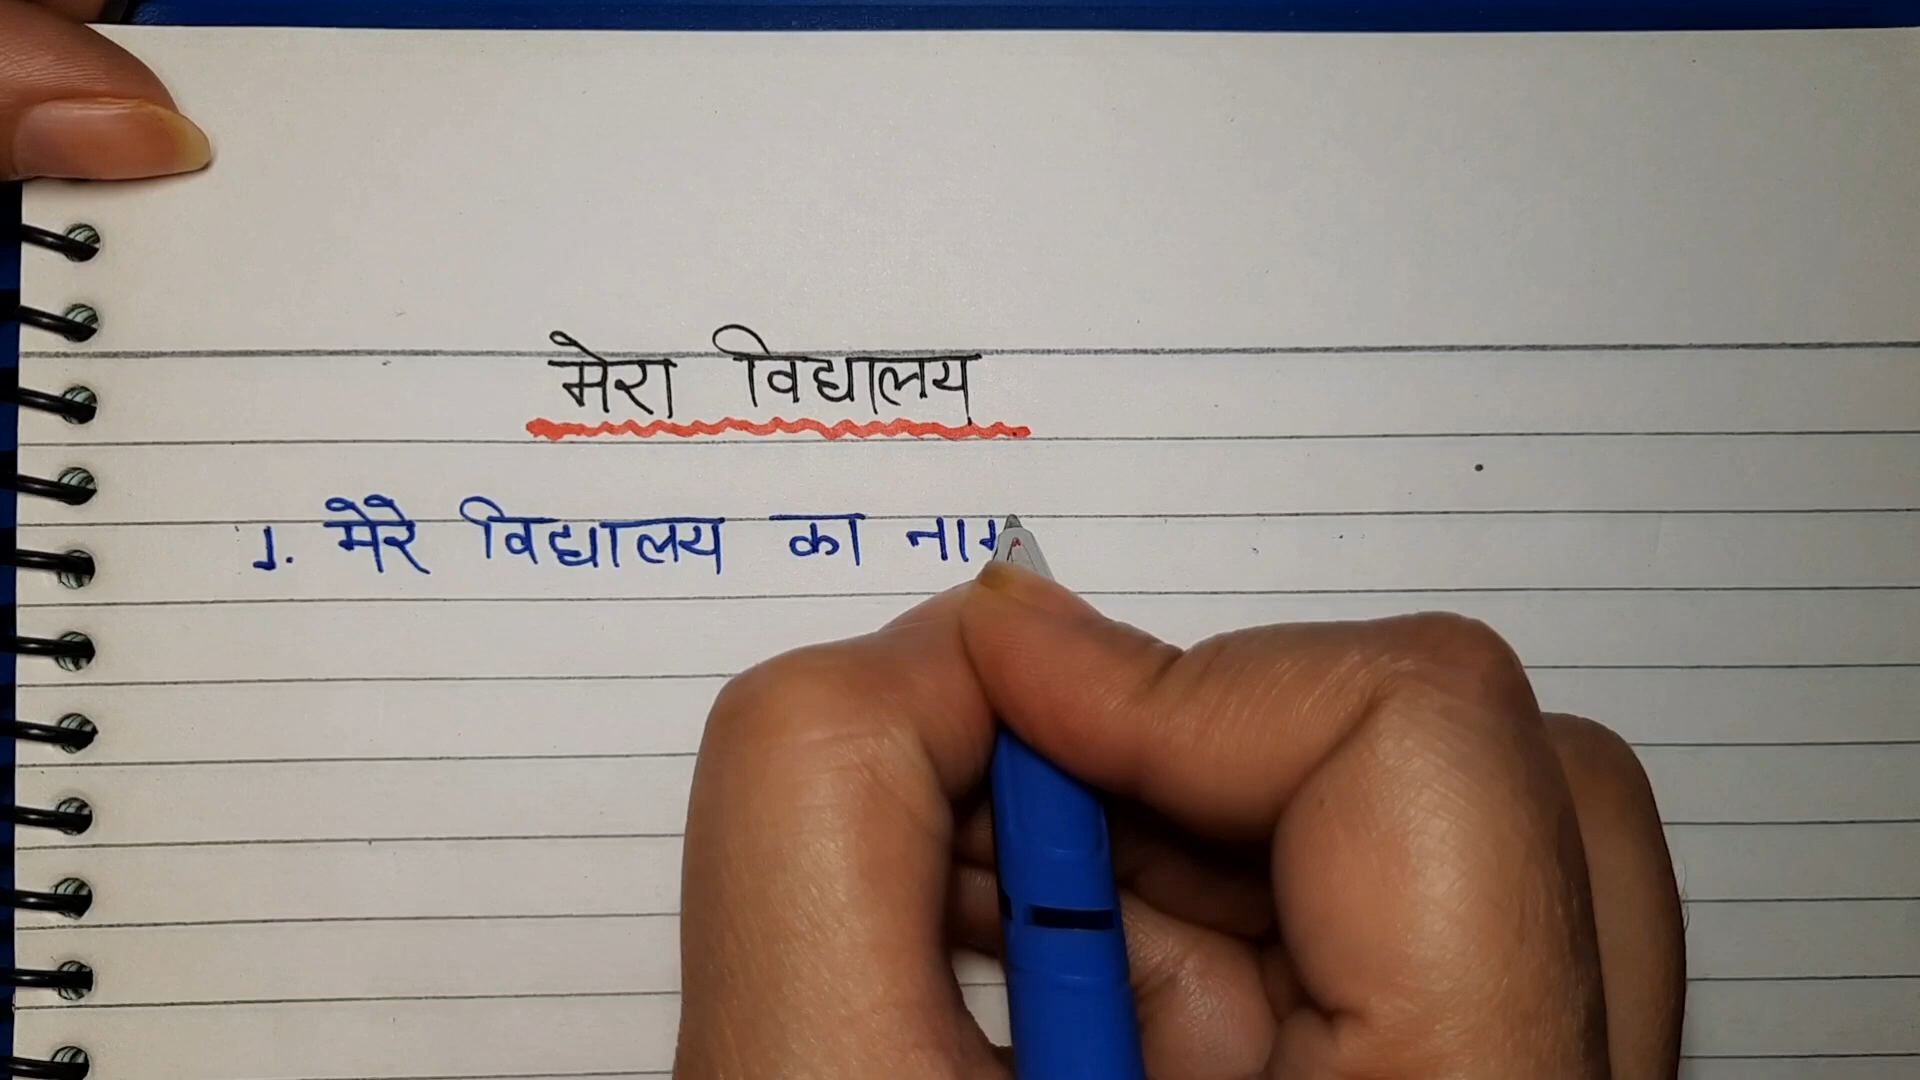 मेरा विद्यालय
1. मेरे विद्यालय का